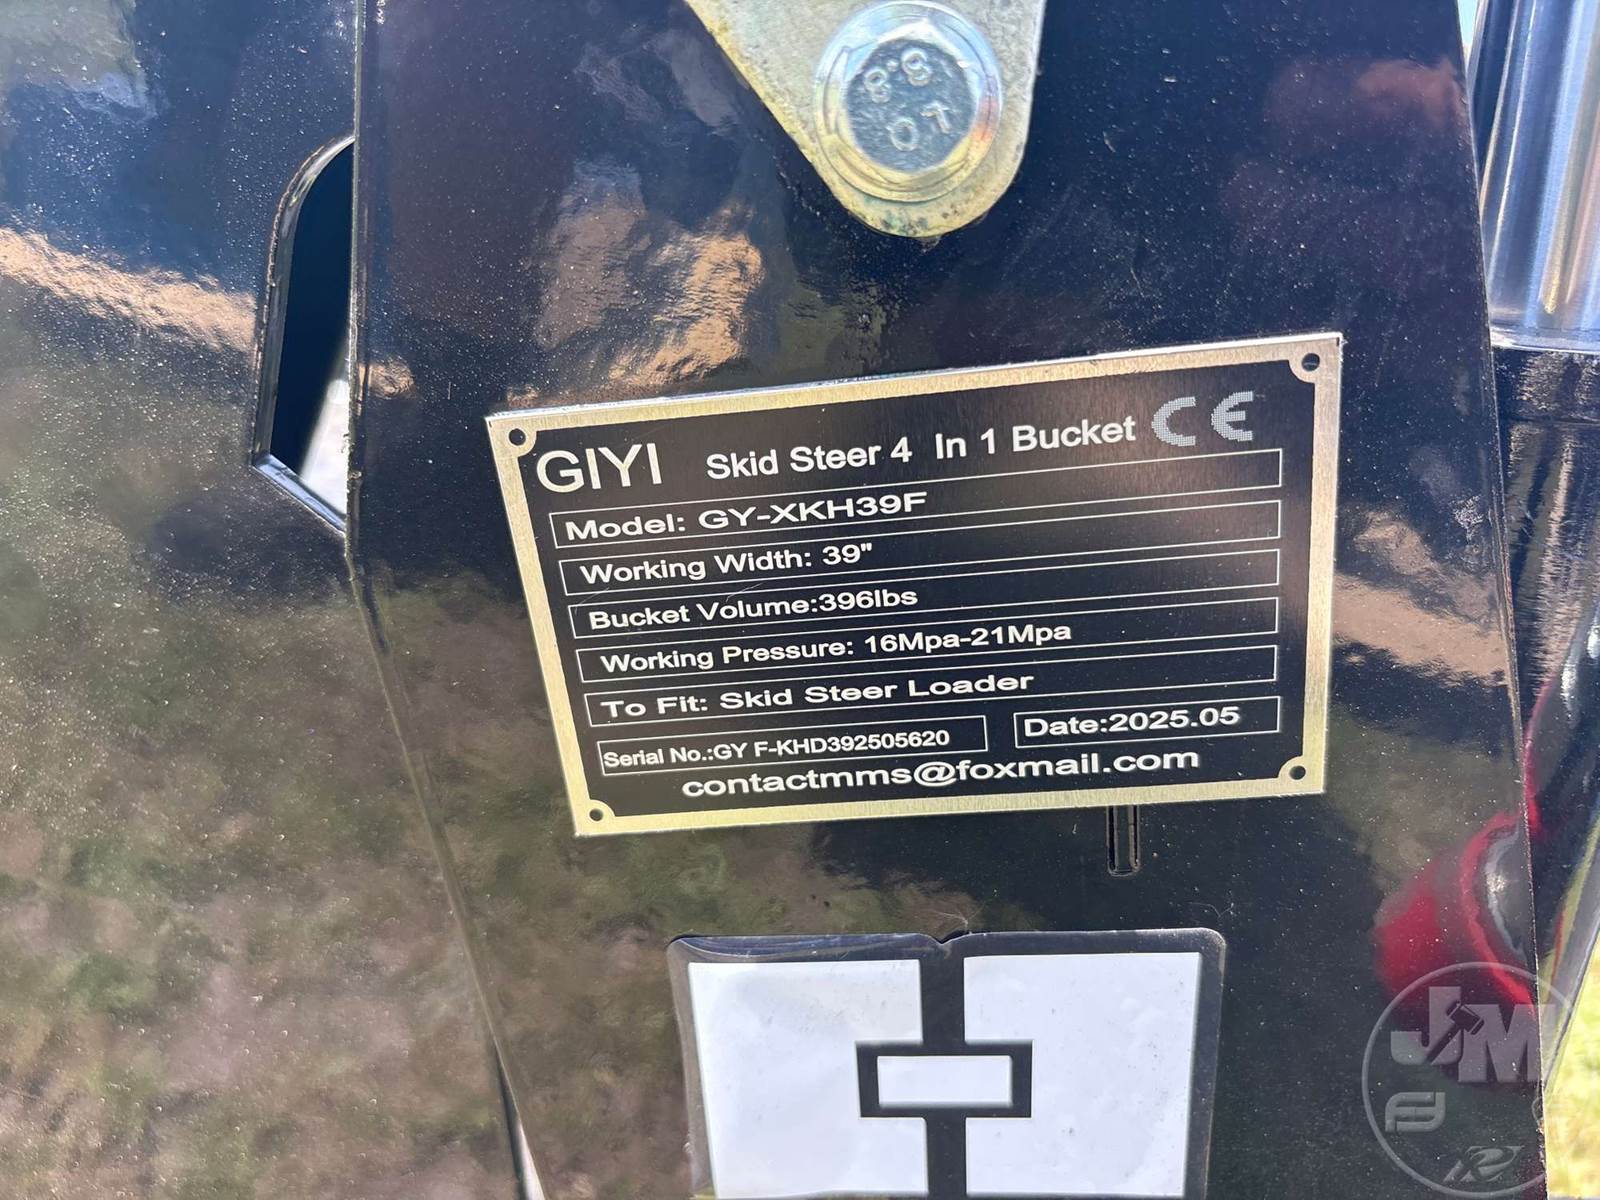 8.8
OT
GIYI Skid Steer 4 In 1 Bucket CE
Model: GY-XKH39F
Working Width: 39"
Bucket Volume:396lbs
Working Pressure: 16Mpa-21Mpa
To Fit: Skid Steer Loader
Serial No.:GY F-KHD392505620 Date:2025.05
contactmms@foxmail.com
JM